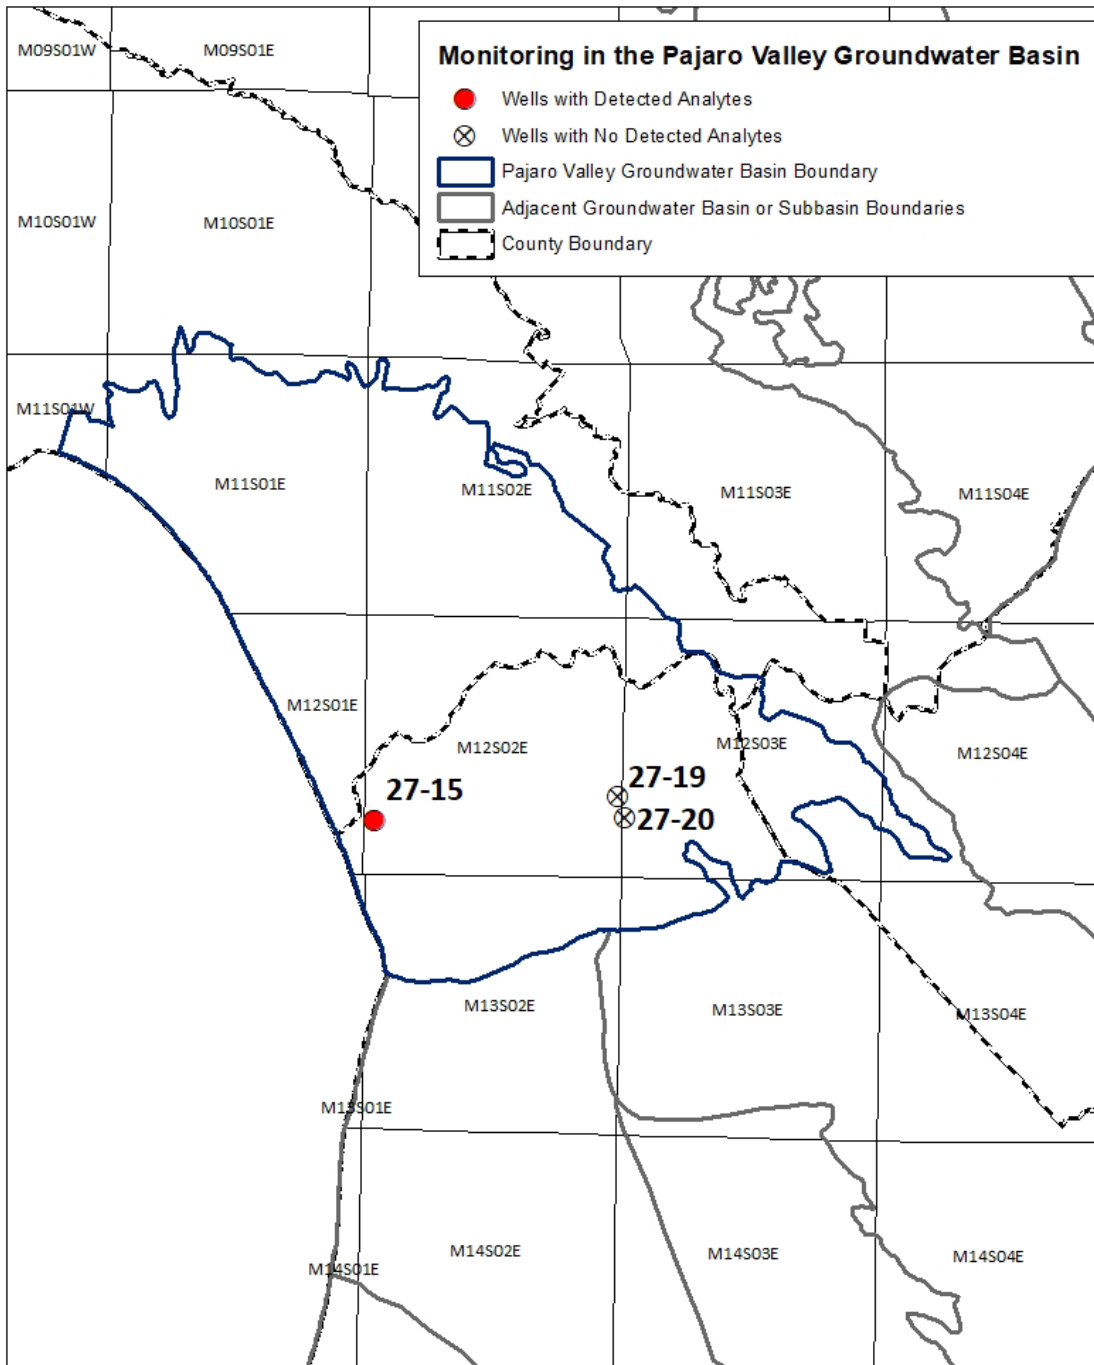 M09S01W
M09S01E
Monitoring in the Pajaro Valley Groundwater Basin
Wells with Detected Analytes
Wells with No Detected Analytes
Pajaro Valley Groundwater Basin Boundary
Adjacent Groundwater Basin or Subbasin Boundaries
County Boundary
M10S01W
M10S01E
M11S01W
M11S01E
M11S02E
M11S03E
M11S04E
M12S01E
M12S02E
M12S03E
M12S04E
27-15
27-19
27-20
M13S02E
M13S03E
M13S04E
M13S01E
M14S02E
M14S03E
M14S04E
M14S01E